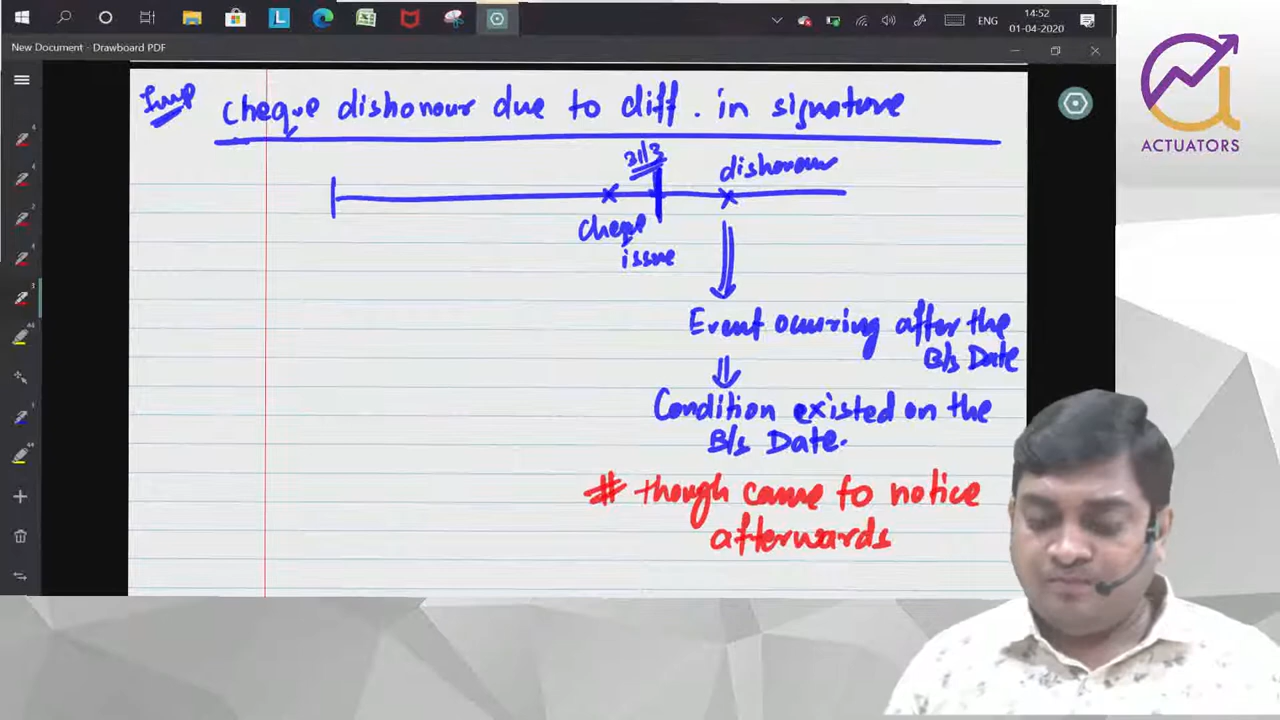 14:52
ENG
01-04-2020
New Document - Drawboard PDF
Imp
cheque dishonour due to diff. in signature
31/3
dishonour
cheque
issue
Event occuring after the
B/s Date
Condition existed on the
B/s Date.
# though came to notice
afterwards
ACTUATORS